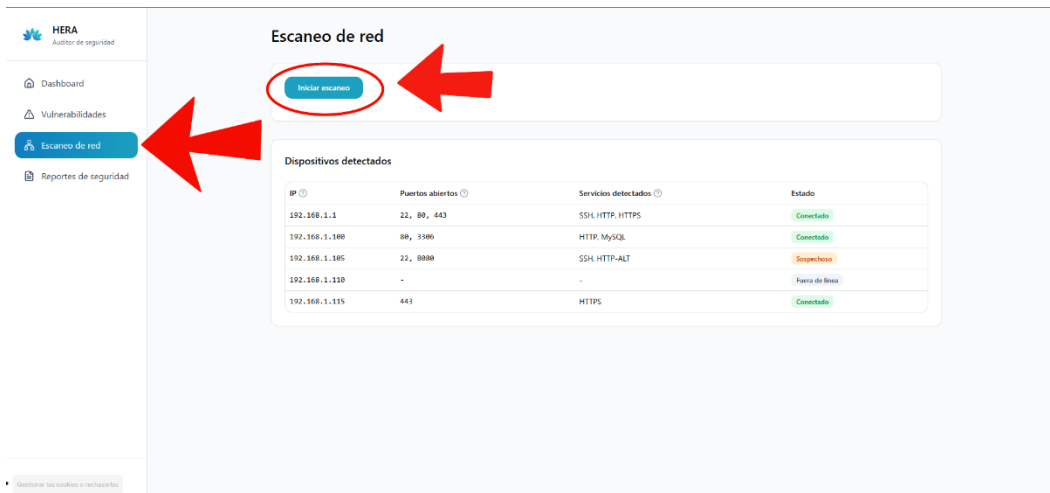 HERA
Auditor de seguridad
Dashboard
Vulnerabilidades
Escaneo de red
Reportes de seguridad
Escaneo de red
Iniciar escaneo
Dispositivos detectados
IP Puertos abiertos Servicios detectados Estado
192.168.1.1 22, 80, 443 SSH, HTTP, HTTPS Conectado
192.168.1.100 80, 3306 HTTP, MySQL Conectado
192.168.1.105 22, 8080 SSH, HTTP-ALT Sospechoso
192.168.1.110 - - Fuera de línea
192.168.1.115 443 HTTPS Conectado
Gestionar las cookies o rechazarlas